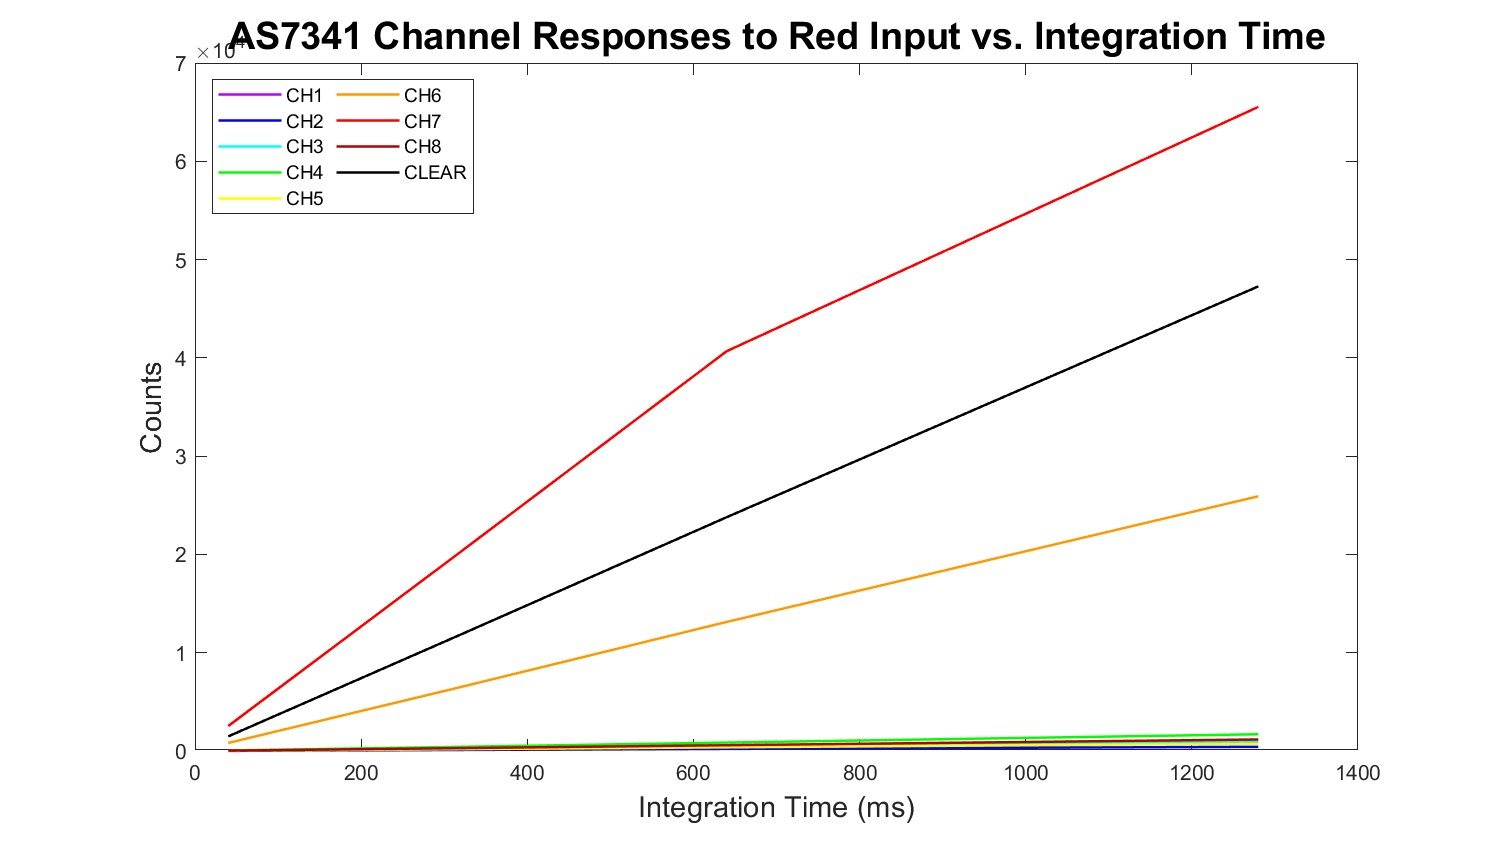 AS7341 Channel Responses to Red Input vs. Integration Time
×10⁴
7
6
5
4
3
2
1
0
Counts
CH1
CH2
CH3
CH4
CH5
CH6
CH7
CH8
CLEAR
0 200 400 600 800 1000 1200 1400
Integration Time (ms)